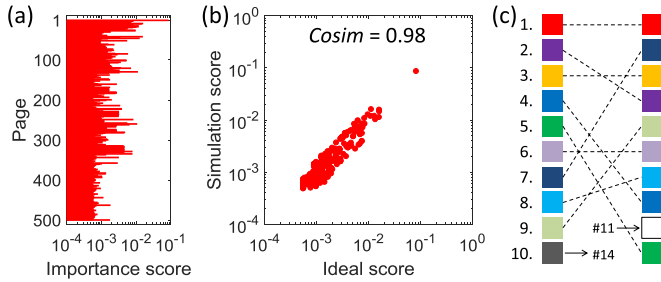 (a)
1
100
200
300
400
500
Page
10⁻⁴ 10⁻³ 10⁻² 10⁻¹
Importance score
(b)
Cosim = 0.98
10⁻¹
10⁻²
10⁻³
10⁻⁴
Simulation score
10⁻⁴ 10⁻³ 10⁻² 10⁻¹
Ideal score
(c)
1.
2.
3.
4.
5.
6.
7.
8.
9. #11
10. #14